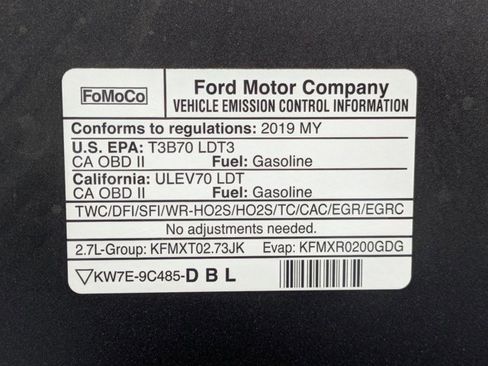 FoMoCo
Ford Motor Company
VEHICLE EMISSION CONTROL INFORMATION
Conforms to regulations: 2019 MY
U.S. EPA: T3B70 LDT3
CA OBD II Fuel: Gasoline
California: ULEV70 LDT
CA OBD II Fuel: Gasoline
TWC/DFI/SFI/WR-HO2S/HO2S/TC/CAC/EGR/EGRC
No adjustments needed.
2.7L-Group: KFMXT02.73JK Evap: KFMXR0200GDG
KW7E-9C485-DBL